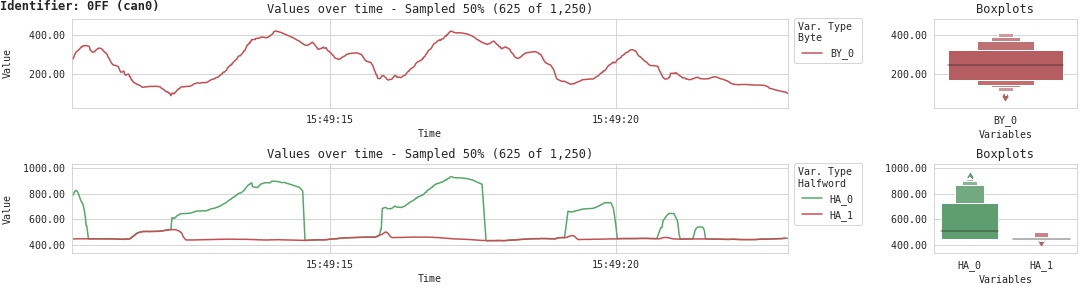 Identifier: 0FF (can0)
Values over time - Sampled 50% (625 of 1,250)
Boxplots
Value
400.00
200.00
15:49:15
15:49:20
Time
Var. Type
Byte
BY_0
400.00
200.00
BY_0
Variables
Values over time - Sampled 50% (625 of 1,250)
Boxplots
Value
1000.00
800.00
600.00
400.00
15:49:15
15:49:20
Time
Var. Type
Halfword
HA_0
HA_1
1000.00
800.00
600.00
400.00
HA_0
HA_1
Variables